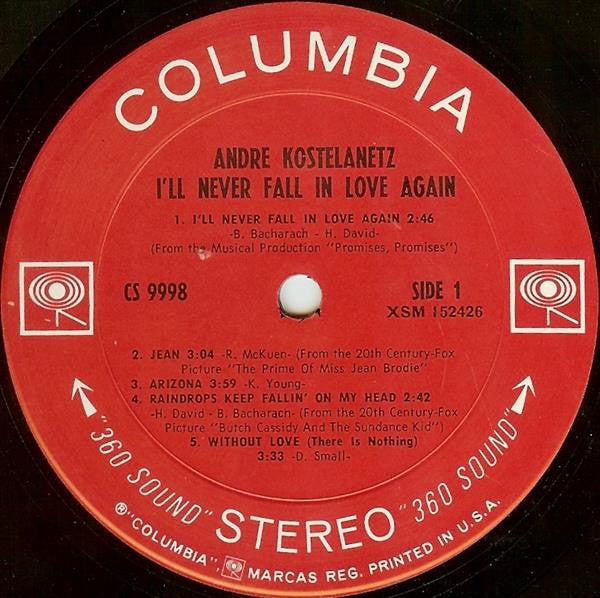 COLUMBIA
ANDRE KOSTELANETZ
I'LL NEVER FALL IN LOVE AGAIN
1. I'LL NEVER FALL IN LOVE AGAIN 2:46
-B. Bacharach - H. David-
(From the Musical Production "Promises, Promises")
CS 9998
SIDE 1
XSM 152426
2. JEAN 3:04 -R. McKuen- (From the 20th Century-Fox
Picture "The Prime Of Miss Jean Brodie")
3. ARIZONA 3:59 -K. Young-
4. RAINDROPS KEEP FALLIN' ON MY HEAD 2:42
-H. David - B. Bacharach- (From the 20th Century-Fox
Picture "Butch Cassidy And The Sundance Kid")
5. WITHOUT LOVE (There Is Nothing)
3:33 -D. Small-
"360 SOUND" STEREO "360 SOUND"
®"COLUMBIA", MARCAS REG. PRINTED IN U.S.A.